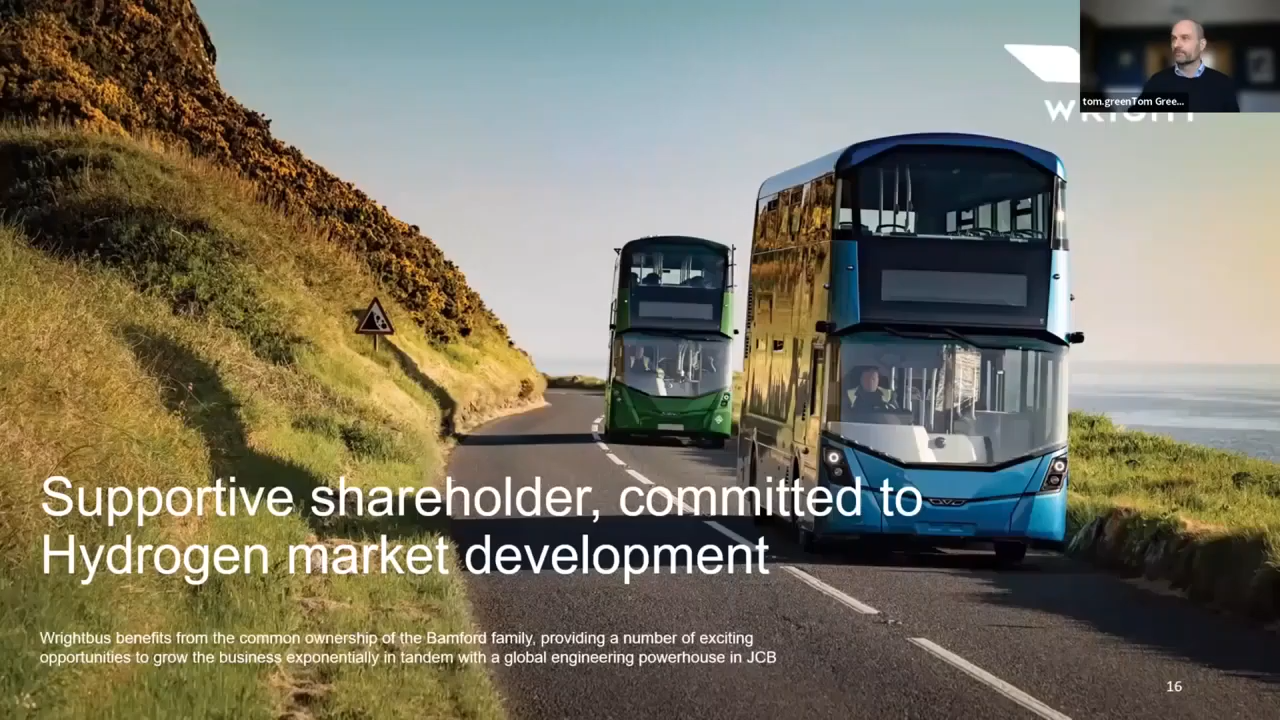 tom.greenTom Gree...
WRIGHT
Supportive shareholder, committed to
Hydrogen market development
Wrightbus benefits from the common ownership of the Bamford family, providing a number of exciting
opportunities to grow the business exponentially in tandem with a global engineering powerhouse in JCB
16